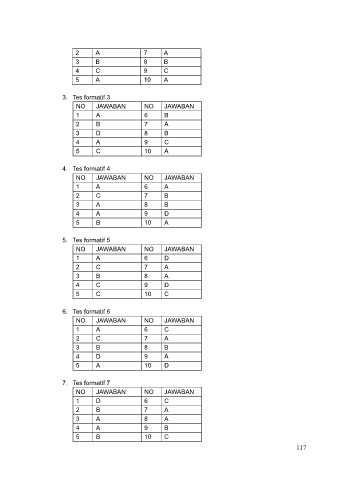 2 A 7 A
3 B 8 B
4 C 9 C
5 A 10 A
3. Tes formatif 3
NO JAWABAN NO JAWABAN
1 A 6 B
2 B 7 A
3 D 8 B
4 A 9 C
5 C 10 A
4. Tes formatif 4
NO JAWABAN NO JAWABAN
1 A 6 A
2 C 7 B
3 A 8 B
4 A 9 D
5 B 10 A
5. Tes formatif 5
NO JAWABAN NO JAWABAN
1 A 6 D
2 C 7 A
3 B 8 A
4 C 9 D
5 C 10 C
6. Tes formatif 6
NO JAWABAN NO JAWABAN
1 A 6 C
2 C 7 A
3 B 8 B
4 D 9 A
5 A 10 D
7. Tes formatif 7
NO JAWABAN NO JAWABAN
1 D 6 C
2 B 7 A
3 A 8 A
4 A 9 B
5 B 10 C
117